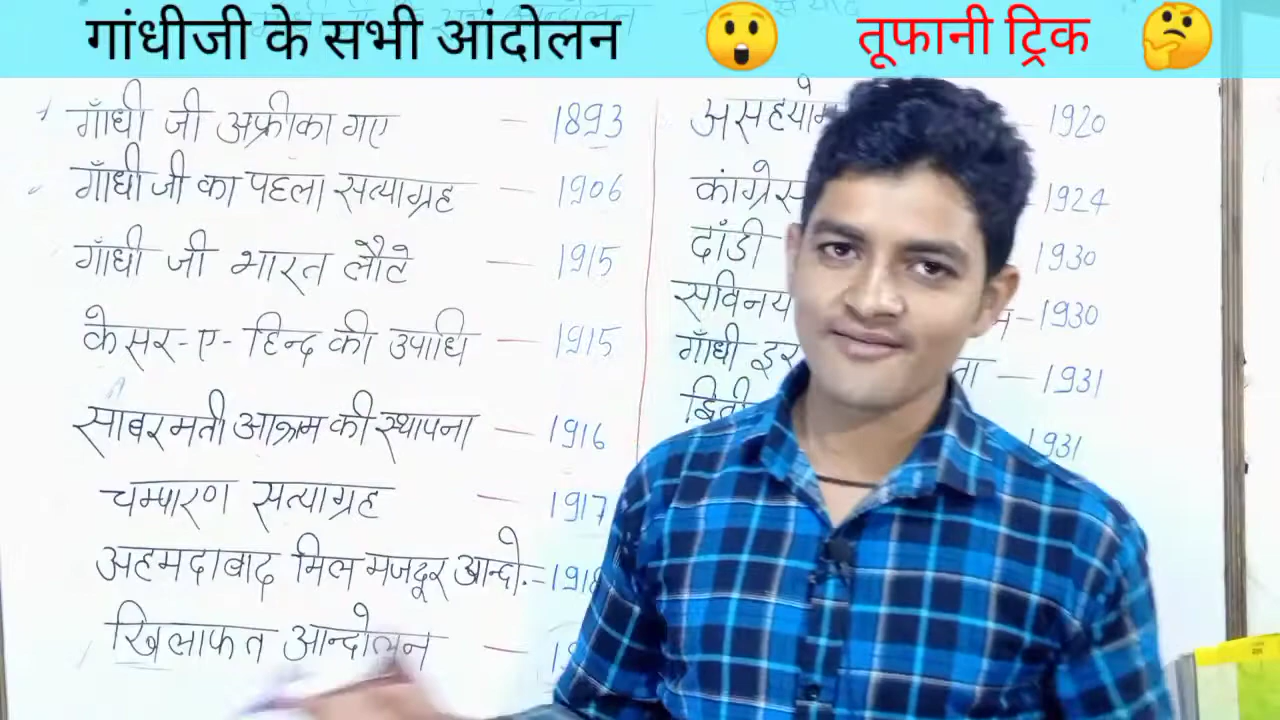 गांधीजी के सभी आंदोलन 😲 तूफानी ट्रिक 🤔
गाँधी जी अफ्रीका गए — 1893
गाँधी जी का पहला सत्याग्रह — 1906
गाँधी जी भारत लौटे — 1915
केसर-ए-हिन्द की उपाधि — 1915
साबरमती आश्रम की स्थापना — 1916
चम्पारण सत्याग्रह — 1917
अहमदाबाद मिल मजदूर आन्दो.-1918
खिलाफत आन्दोलन —
— 1920
कांग्रेस — 1924
दाँडी 1930
सविनय — 1930
गाँधी — 1931
1931